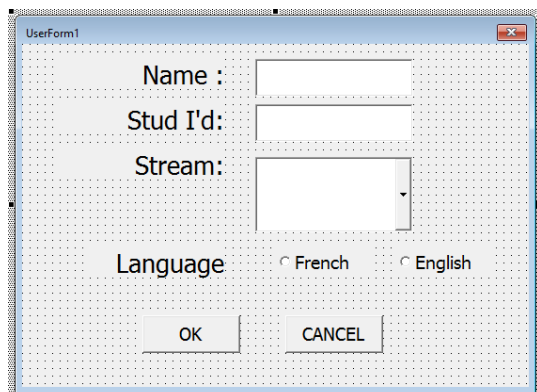 UserForm1
Name :
Stud I'd:
Stream:
Language French English
OK CANCEL